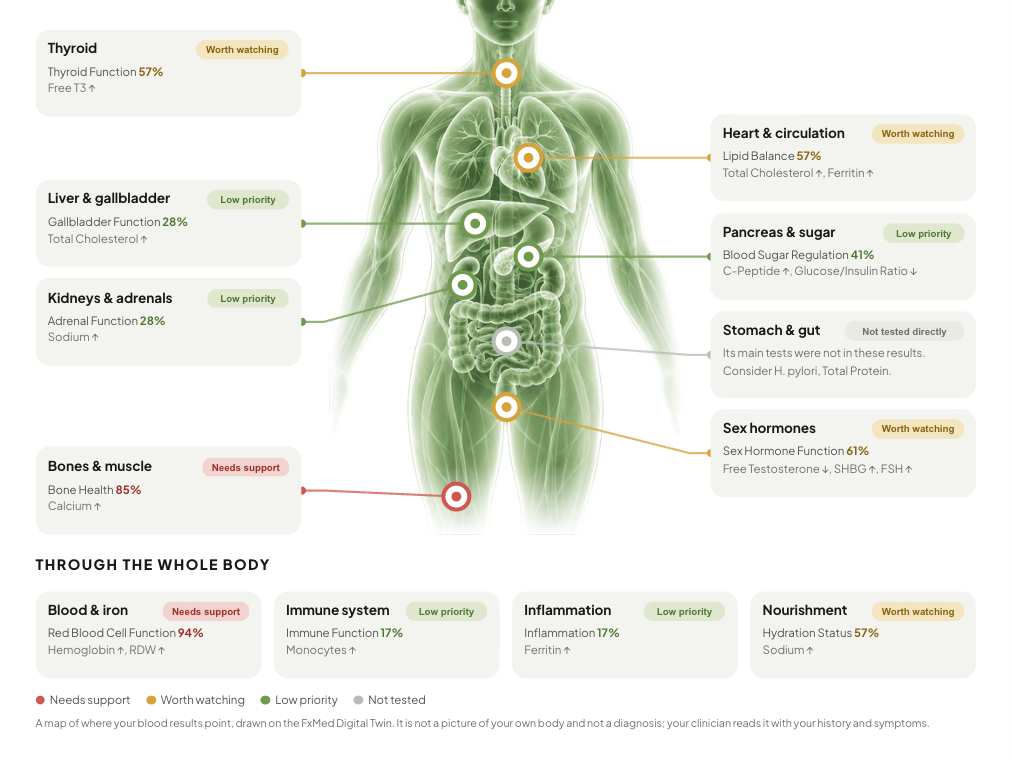 Thyroid
Worth watching
Thyroid Function 57%
Free T3 ↑
Heart & circulation
Worth watching
Lipid Balance 57%
Total Cholesterol ↑, Ferritin ↑
Liver & gallbladder
Low priority
Gallbladder Function 28%
Total Cholesterol ↑
Pancreas & sugar
Low priority
Blood Sugar Regulation 41%
C-Peptide ↑, Glucose/Insulin Ratio ↓
Kidneys & adrenals
Low priority
Adrenal Function 28%
Sodium ↑
Stomach & gut
Not tested directly
Its main tests were not in these results.
Consider H. pylori, Total Protein.
Sex hormones
Worth watching
Sex Hormone Function 61%
Free Testosterone ↓, SHBG ↑, FSH ↑
Bones & muscle
Needs support
Bone Health 85%
Calcium ↑
THROUGH THE WHOLE BODY
Blood & iron
Needs support
Red Blood Cell Function 94%
Hemoglobin ↑, RDW ↑
Immune system
Low priority
Immune Function 17%
Monocytes ↑
Inflammation
Low priority
Inflammation 17%
Ferritin ↑
Nourishment
Worth watching
Hydration Status 57%
Sodium ↑
Needs support
Worth watching
Low priority
Not tested
A map of where your blood results point, drawn on the FxMed Digital Twin. It is not a picture of your own body and not a diagnosis; your clinician reads it with your history and symptoms.